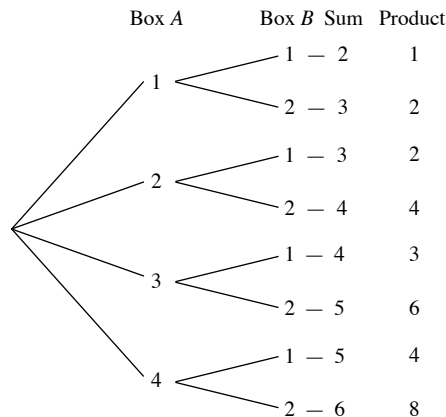 Box A Box B Sum Product
1 — 2 1
1
2 — 3 2
1 — 3 2
2
2 — 4 4
1 — 4 3
3
2 — 5 6
1 — 5 4
4
2 — 6 8